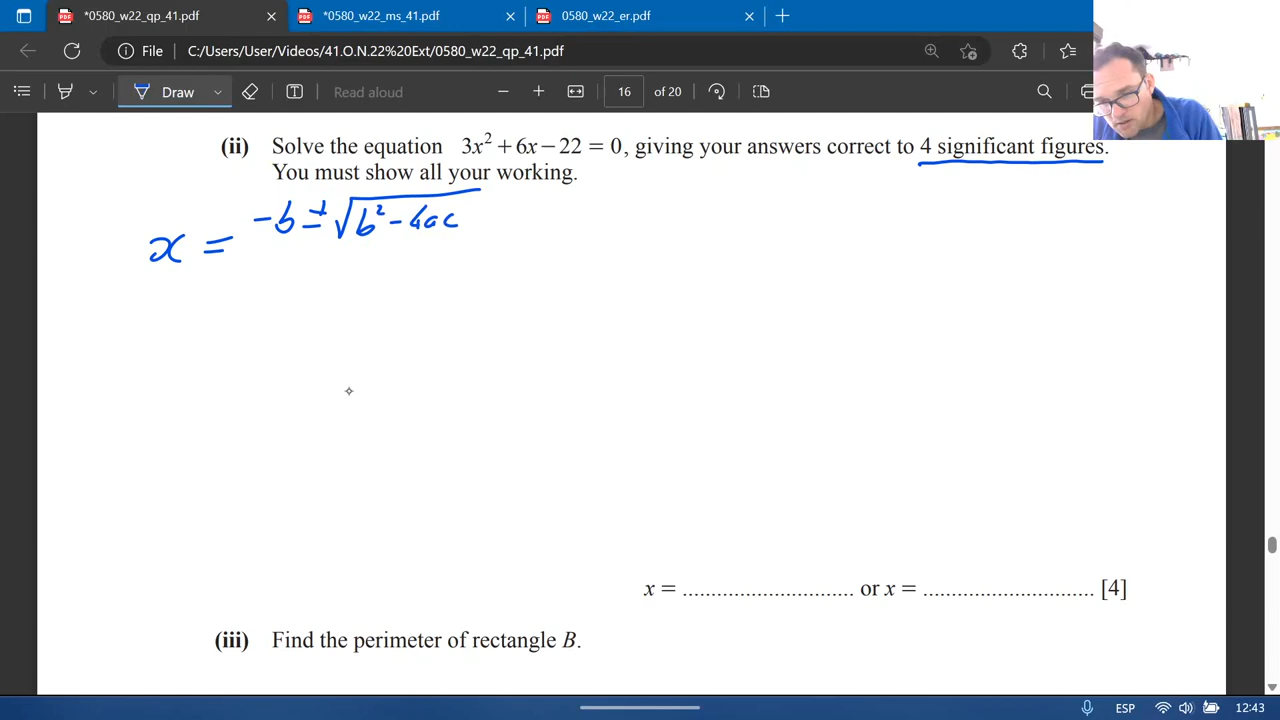 *0580_w22_qp_41.pdf
*0580_w22_ms_41.pdf
0580_w22_er.pdf
File
C:/Users/User/Videos/41.O.N.22%20Ext/0580_w22_qp_41.pdf
Draw
Read aloud
16
of 20
(ii) Solve the equation 3x² + 6x − 22 = 0, giving your answers correct to 4 significant figures.
You must show all your working.
x = -b ± √b² - 4ac
x = ........................... or x = ........................... [4]
(iii) Find the perimeter of rectangle B.
ESP
12:43